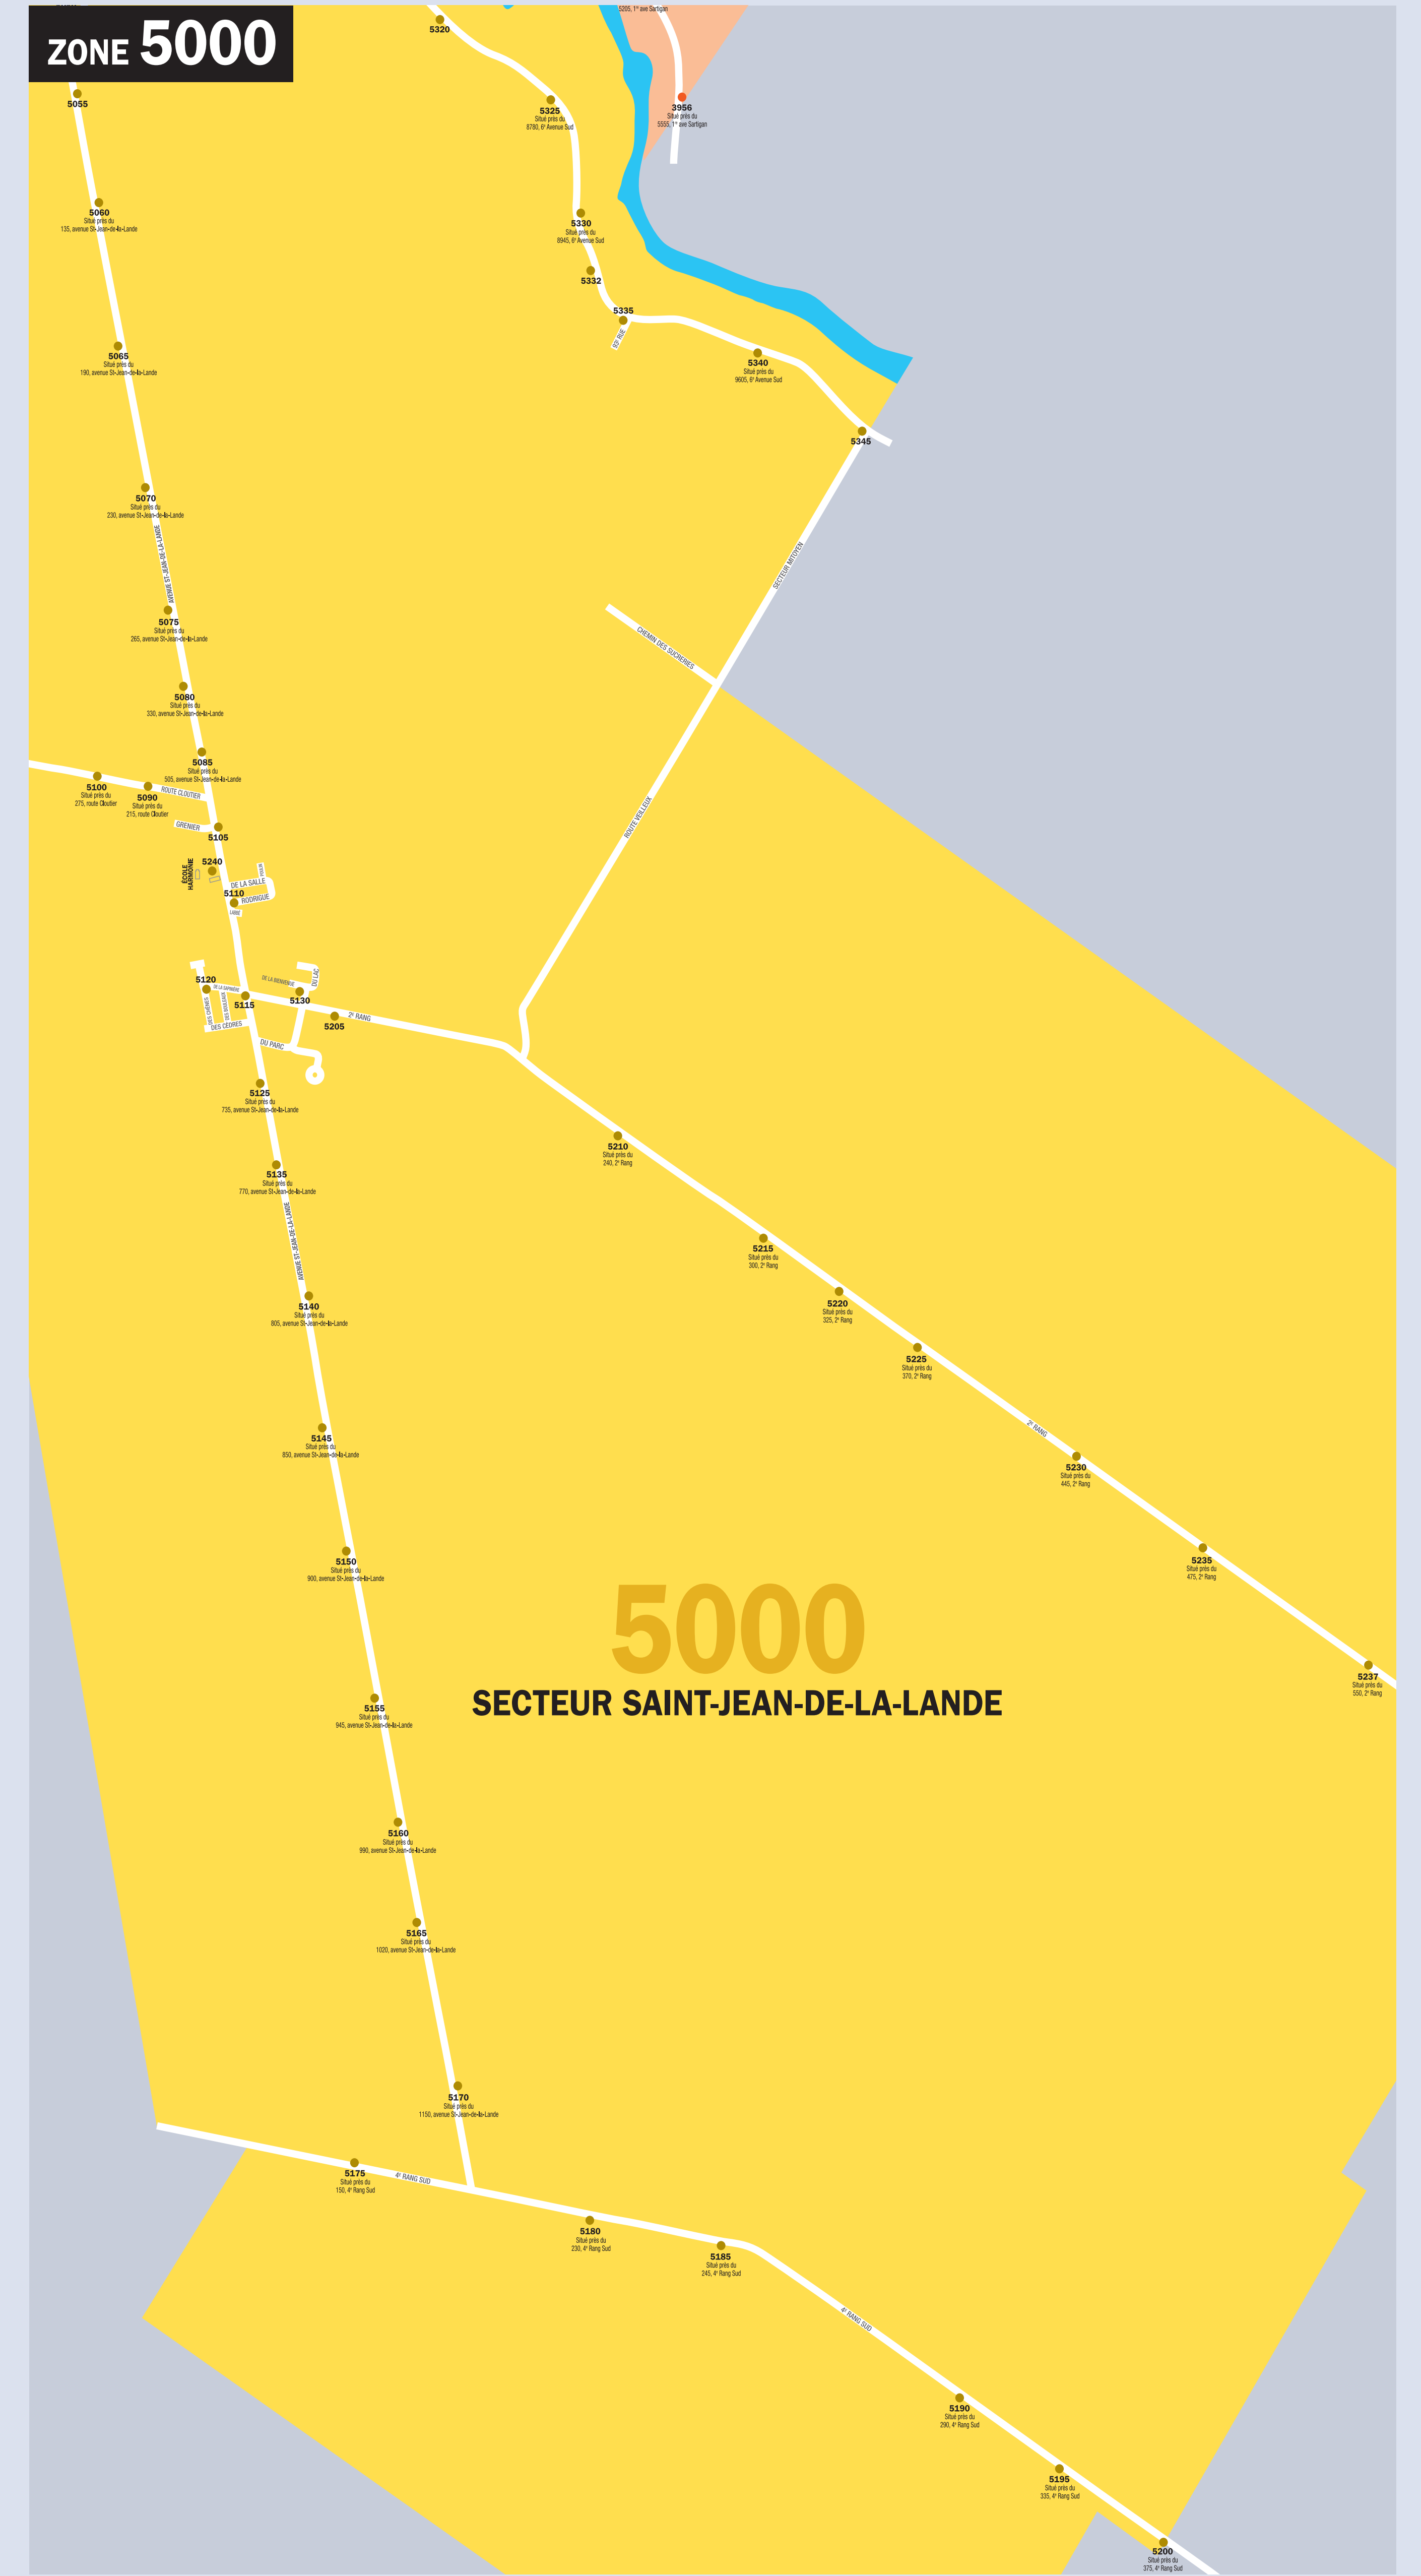 ZONE 5000
5205, 1re ave Sartigan
5320
5055
5325
Situé près du
8780, 6e Avenue Sud
3956
Situé près du
5555, 1re ave Sartigan
5060
Situé près du
135, avenue St-Jean-de-la-Lande
5330
Situé près du
8945, 6e Avenue Sud
5332
5335
93e RUE
5065
Situé près du
190, avenue St-Jean-de-la-Lande
5340
Situé près du
9605, 6e Avenue Sud
5345
5070
Situé près du
230, avenue St-Jean-de-la-Lande
AVENUE ST-JEAN-DE-LA-LANDE
SECTEUR MITOYEN
5075
Situé près du
265, avenue St-Jean-de-la-Lande
CHEMIN DES SUCRERIES
5080
Situé près du
330, avenue St-Jean-de-la-Lande
5085
Situé près du
505, avenue St-Jean-de-la-Lande
5100
Situé près du
275, route Cloutier
5090
Situé près du
215, route Cloutier
ROUTE CLOUTIER
ROUTE VEILLEUX
GRENIER
5105
5240
ÉCOLE
HARMONIE
DE LA SALLE
5110
RODRIGUE
LABBÉ
5120
DE LA SAPINIÈRE
DE LA BIENVENUE
DU LAC
5115
5130
DES CHÊNES
DES BOULEAUX
DES CÈDRES
5205
2e RANG
DU PARC
5125
Situé près du
735, avenue St-Jean-de-la-Lande
5210
Situé près du
240, 2e Rang
5135
Situé près du
770, avenue St-Jean-de-la-Lande
AVENUE ST-JEAN-DE-LA-LANDE
5215
Situé près du
300, 2e Rang
5140
Situé près du
805, avenue St-Jean-de-la-Lande
5220
Situé près du
325, 2e Rang
5225
Situé près du
370, 2e Rang
2e RANG
5145
Situé près du
850, avenue St-Jean-de-la-Lande
5230
Situé près du
445, 2e Rang
5150
Situé près du
900, avenue St-Jean-de-la-Lande
5235
Situé près du
475, 2e Rang
5000
SECTEUR SAINT-JEAN-DE-LA-LANDE
5237
Situé près du
550, 2e Rang
5155
Situé près du
945, avenue St-Jean-de-la-Lande
5160
Situé près du
990, avenue St-Jean-de-la-Lande
5165
Situé près du
1020, avenue St-Jean-de-la-Lande
5170
Situé près du
1150, avenue St-Jean-de-la-Lande
5175
Situé près du
150, 4e Rang Sud
4e RANG SUD
5180
Situé près du
230, 4e Rang Sud
5185
Situé près du
245, 4e Rang Sud
4e RANG SUD
5190
Situé près du
290, 4e Rang Sud
5195
Situé près du
335, 4e Rang Sud
5200
Situé près du
375, 4e Rang Sud